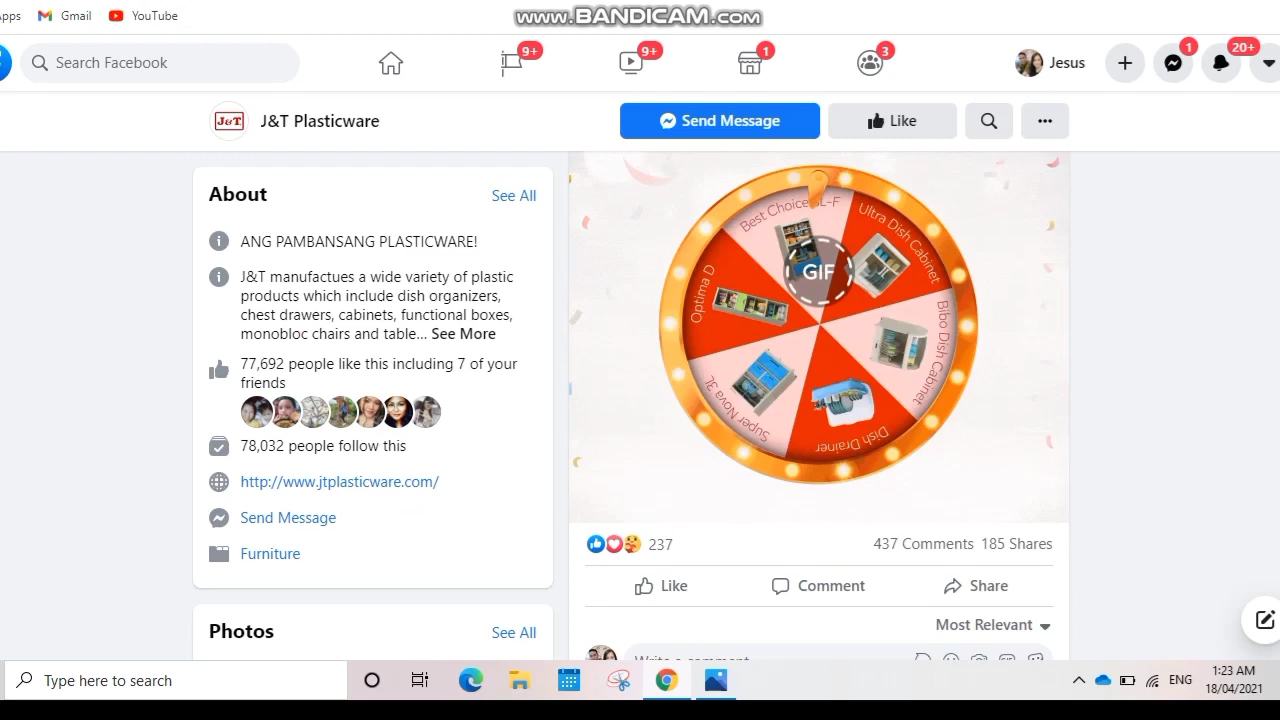 Apps
Gmail
YouTube
www.BANDICAM.com
Search Facebook
9+
9+
1
3
Jesus
1
20+
J&T
J&T Plasticware
Send Message
Like
About
See All
ANG PAMBANSANG PLASTICWARE!
J&T manufactues a wide variety of plastic
products which include dish organizers,
chest drawers, cabinets, functional boxes,
monobloc chairs and table... See More
77,692 people like this including 7 of your
friends
78,032 people follow this
http://www.jtplasticware.com/
Send Message
Furniture
Photos
See All
Best Choice
L-F
Ultra Dish Cabinet
Bibo Dish Cabinet
Dish Drainer
Super Nova 3L
Optima D
GIF
237
437 Comments 185 Shares
Like
Comment
Share
Most Relevant
Write a comment
GIF
Type here to search
ENG
1:23 AM
18/04/2021